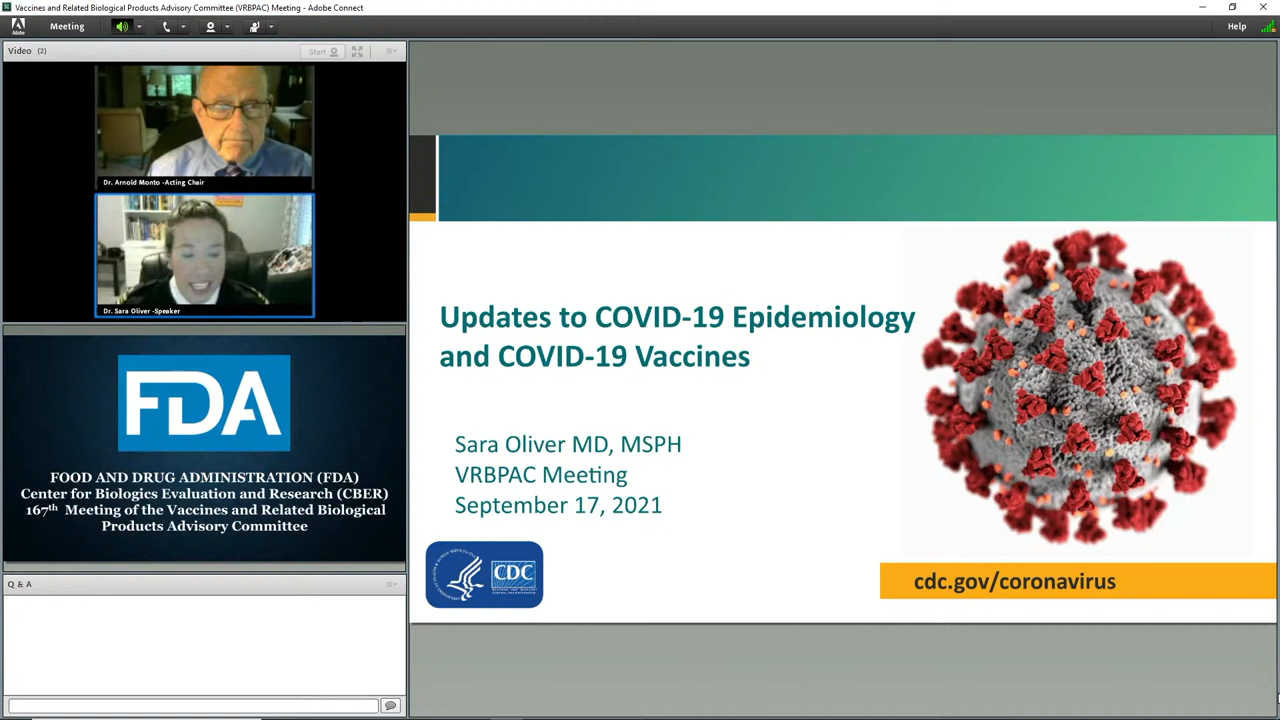 Vaccines and Related Biological Products Advisory Committee (VRBPAC) Meeting - Adobe Connect
Adobe
Meeting
Help
Video (2)
Start
Dr. Arnold Monto -Acting Chair
Dr. Sara Oliver -Speaker
FDA
FOOD AND DRUG ADMINISTRATION (FDA)
Center for Biologics Evaluation and Research (CBER)
167th Meeting of the Vaccines and Related Biological
Products Advisory Committee
Q & A
Updates to COVID-19 Epidemiology
and COVID-19 Vaccines
Sara Oliver MD, MSPH
VRBPAC Meeting
September 17, 2021
CDC
cdc.gov/coronavirus